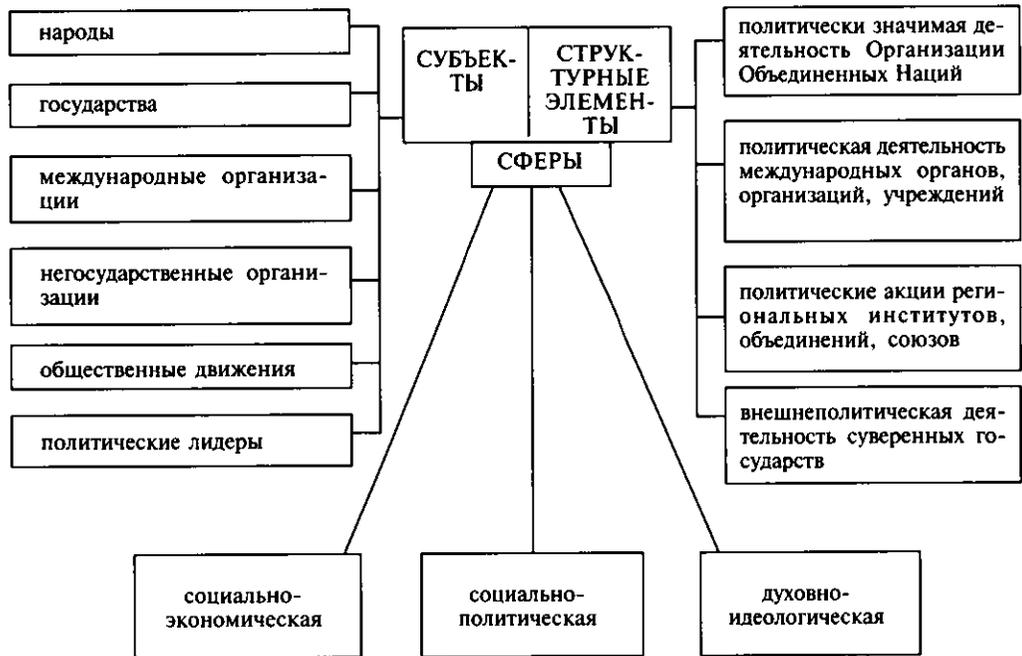 народы
государства
международные организа-
ции
негосударственные органи-
зации
общественные движения
политические лидеры
СУБЪЕК-
ТЫ
СТРУК-
ТУРНЫЕ
ЭЛЕМЕН-
ТЫ
СФЕРЫ
политически значимая де-
ятельность Организации
Объединенных Наций
политическая деятельность
международных органов,
организаций, учреждений
политические акции реги-
ональных институтов,
объединений, союзов
внешнеполитическая дея-
тельность суверенных го-
сударств
социально-
экономическая
социально-
политическая
духовно-
идеологическая